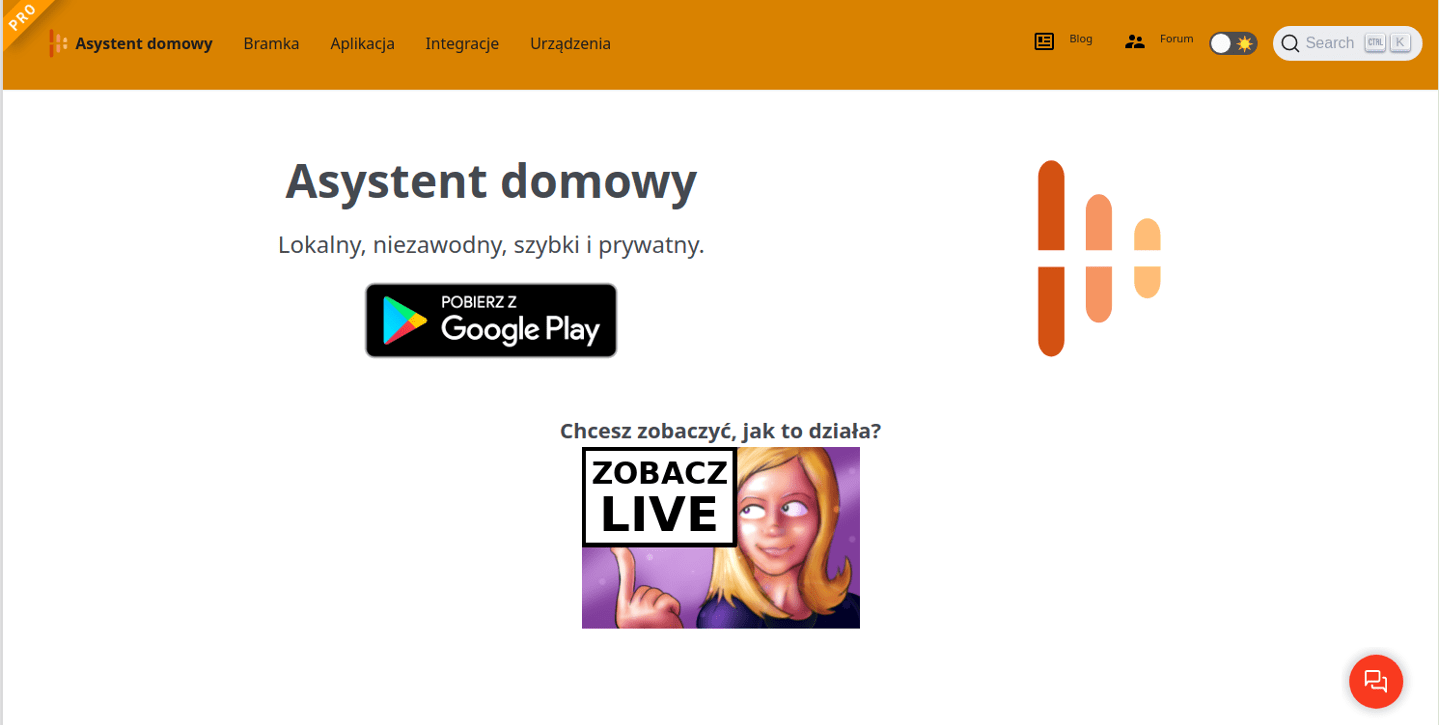 PRO
Asystent domowy
Bramka
Aplikacja
Integracje
Urządzenia
Blog
Forum
Search
CTRL
K
Asystent domowy
Lokalny, niezawodny, szybki i prywatny.
POBIERZ Z
Google Play
Chcesz zobaczyć, jak to działa?
ZOBACZ
LIVE